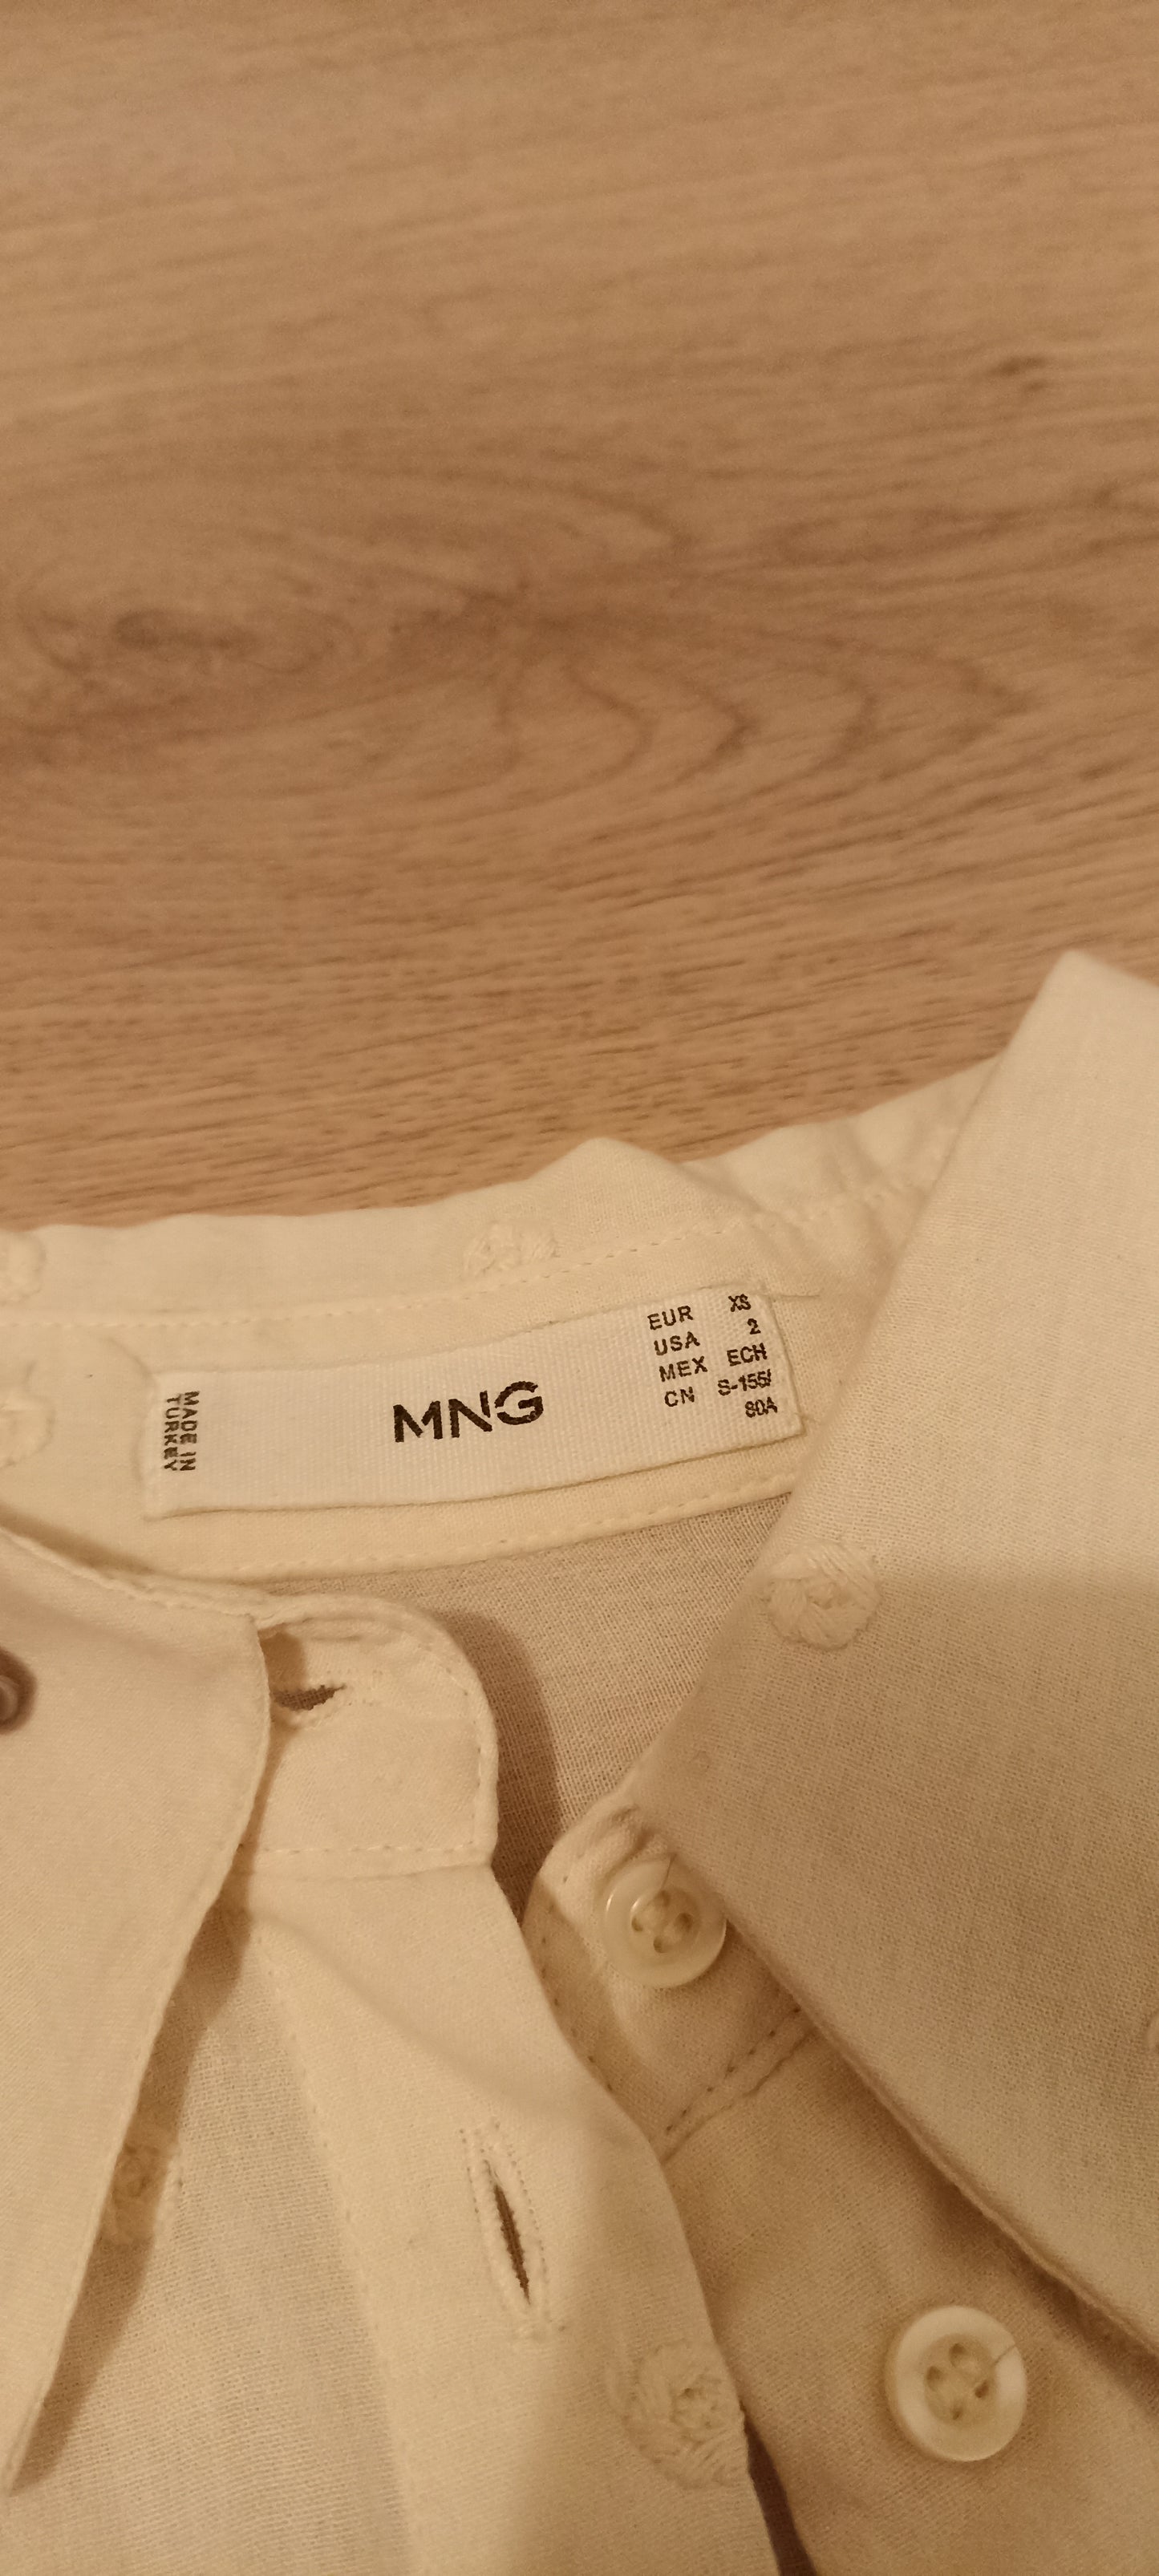 MADE IN
TURKEY
MNG
EUR XS
USA 2
MEX ECH
CN S-155/
80A